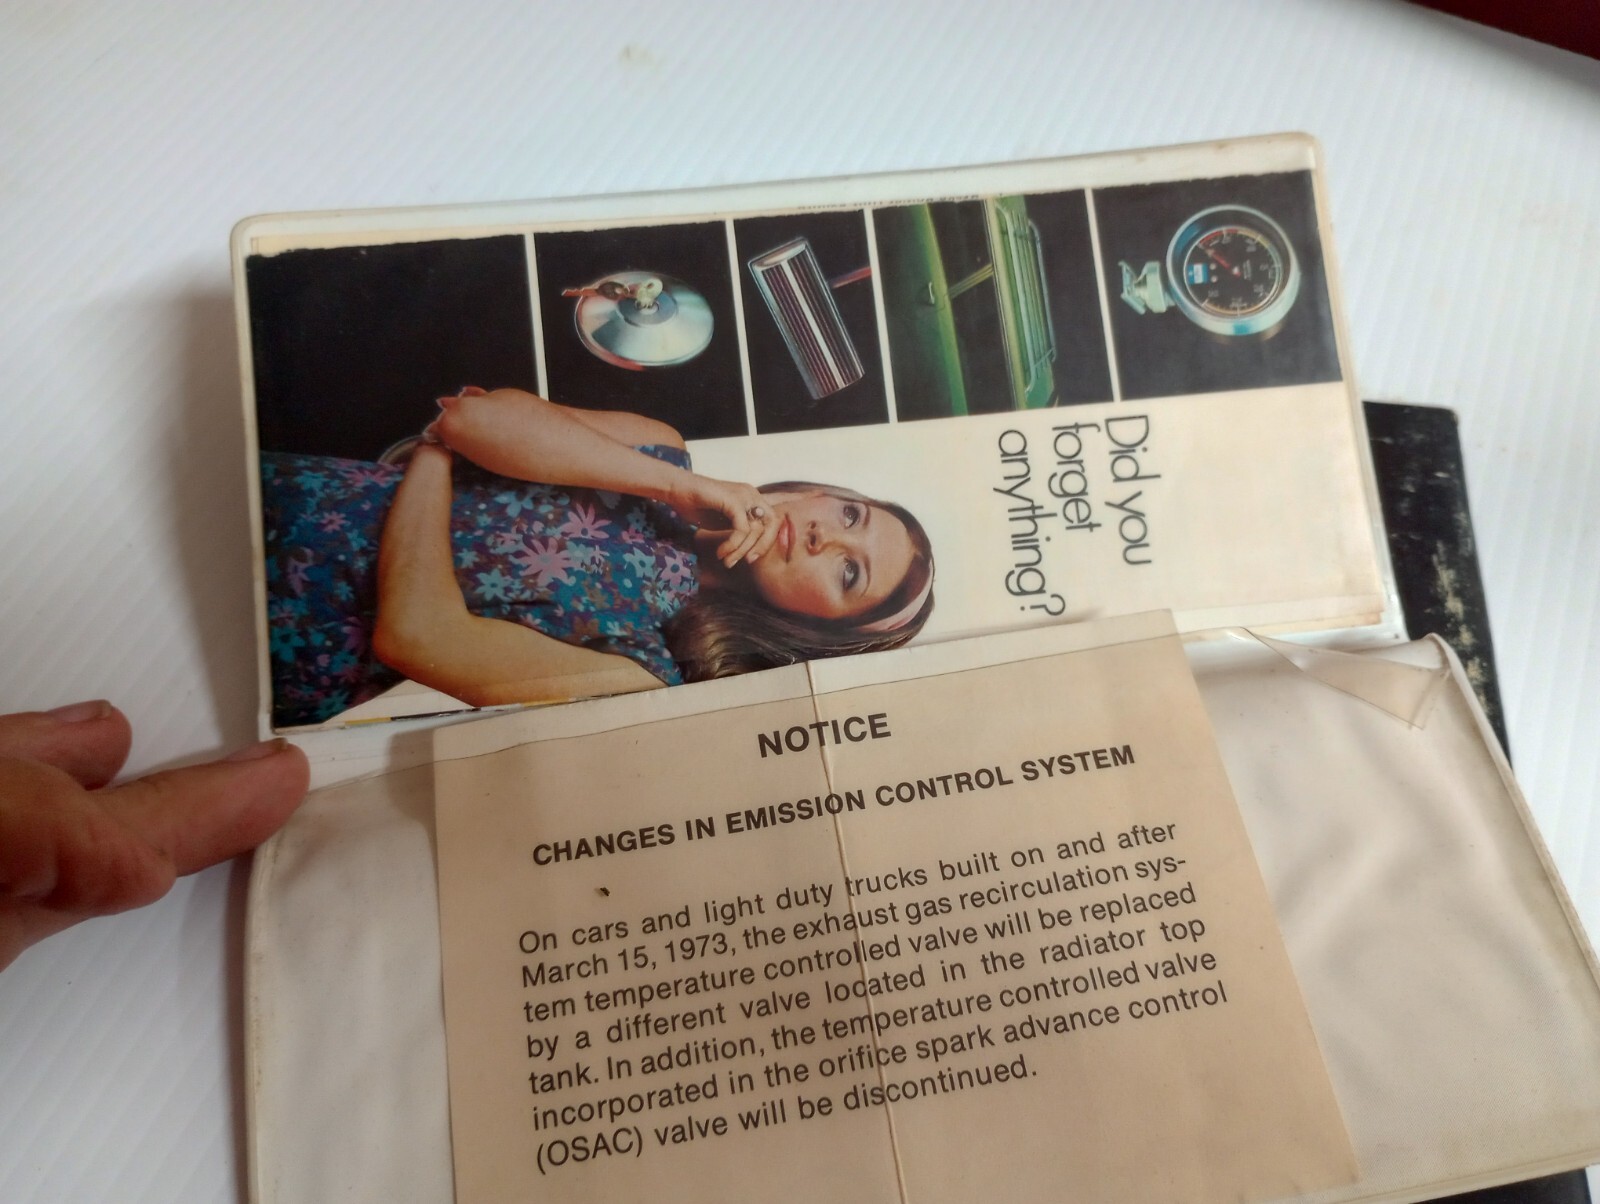 Did you
forget
anything?
NOTICE
CHANGES IN EMISSION CONTROL SYSTEM
On cars and light duty trucks built on and after
March 15, 1973, the exhaust gas recirculation sys-
tem temperature controlled valve will be replaced
by a different valve located in the radiator top
tank. In addition, the temperature controlled valve
incorporated in the orifice spark advance control
(OSAC) valve will be discontinued.